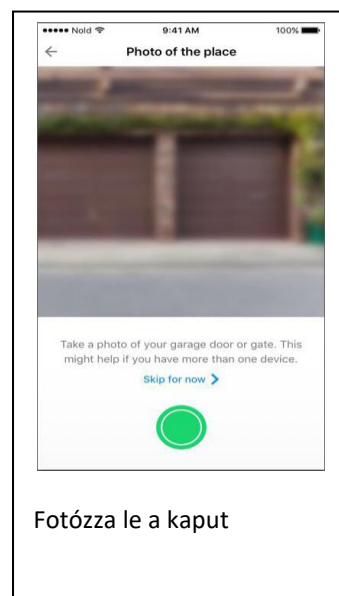 Nold 9:41 AM 100%
Photo of the place
Take a photo of your garage door or gate. This
might help if you have more than one device.
Skip for now
Fotózza le a kaput